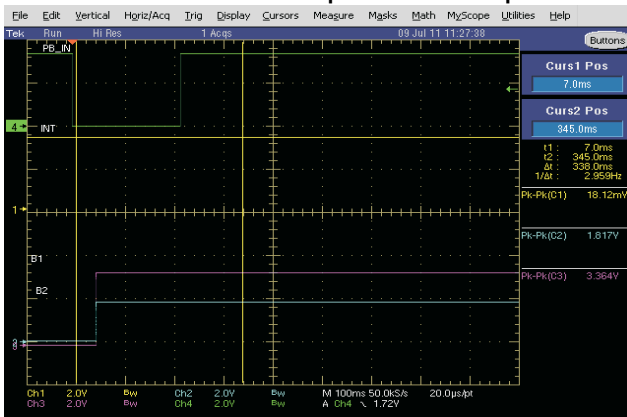 File Edit Vertical Horiz/Acq Trig Display Cursors Measure Masks Math MyScope Utilities Help
Tek Run Hi Res 1 Acqs 09 Jul 11 11:27:38
Buttons
PB_IN
Curs1 Pos
7.0ms
Curs2 Pos
345.0ms
4
INT
t1: 7.0ms
t2: 345.0ms
Δt: 338.0ms
1/Δt: 2.959Hz
Pk-Pk(C1) 18.12mV
1
Pk-Pk(C2) 1.817V
B1
Pk-Pk(C3) 3.364V
B2
Ch1 2.0V Bw Ch2 2.0V Bw M 100ms 50.0kS/s 20.0µs/pt
Ch3 2.0V Bw Ch4 2.0V Bw A Ch4 \ 1.72V